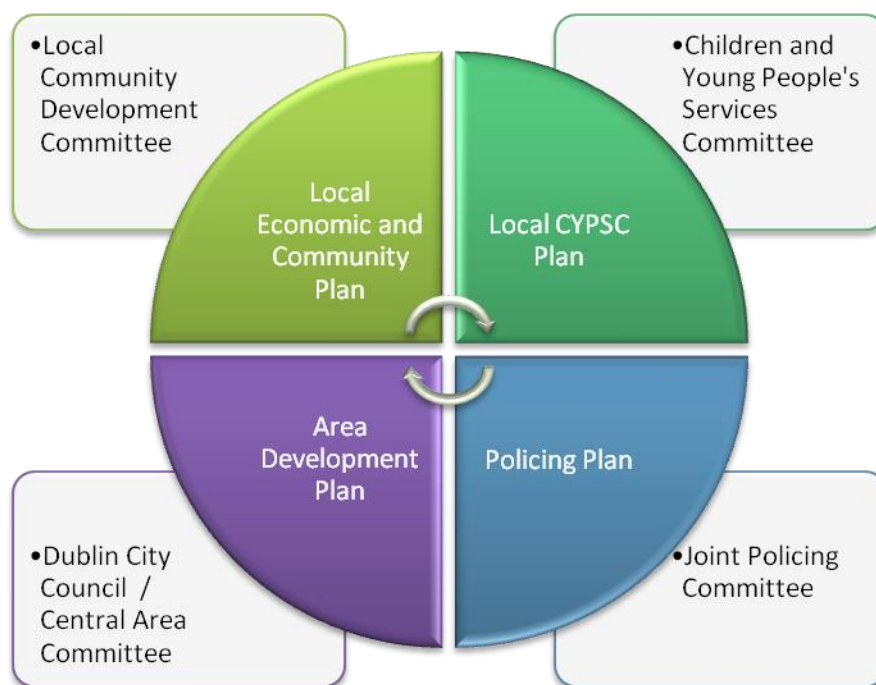 •Local
Community
Development
Committee
•Children and
Young People's
Services
Committee
Local
Economic and
Community
Plan
Local CYPSC
Plan
Area
Development
Plan
Policing Plan
•Dublin City
Council /
Central Area
Committee
•Joint Policing
Committee